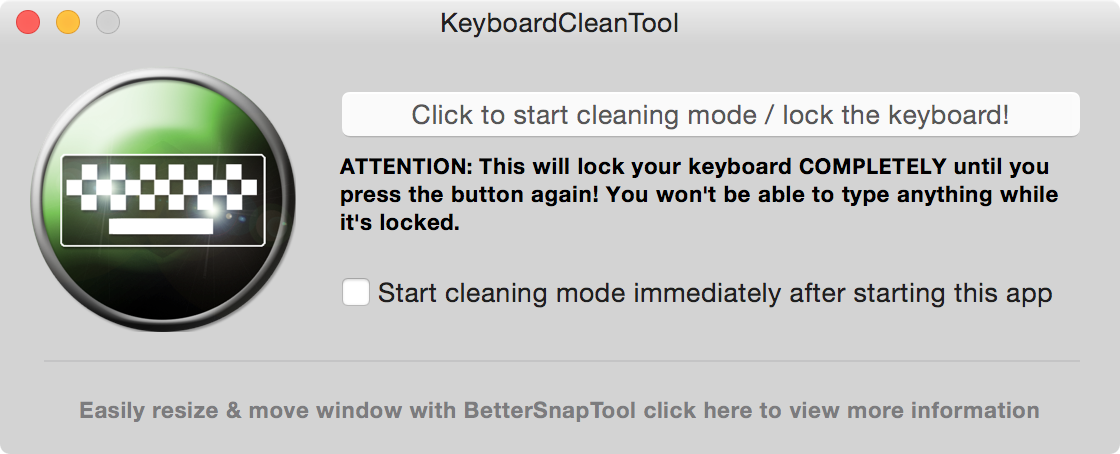 KeyboardCleanTool
Click to start cleaning mode / lock the keyboard!
ATTENTION: This will lock your keyboard COMPLETELY until you
press the button again! You won't be able to type anything while
it's locked.
Start cleaning mode immediately after starting this app
Easily resize & move window with BetterSnapTool click here to view more information